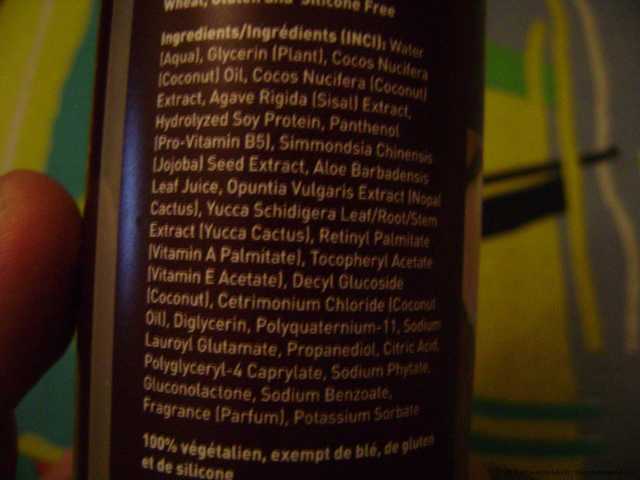 Wheat, Gluten and Silicone Free
Ingredients/Ingrédients (INCI): Water
(Aqua), Glycerin (Plant), Cocos Nucifera
(Coconut) Oil, Cocos Nucifera (Coconut)
Extract, Agave Rigida (Sisal) Extract,
Hydrolyzed Soy Protein, Panthenol
(Pro-Vitamin B5), Simmondsia Chinensis
(Jojoba) Seed Extract, Aloe Barbadensis
Leaf Juice, Opuntia Vulgaris Extract (Nopal
Cactus), Yucca Schidigera Leaf/Root/Stem
Extract (Yucca Cactus), Retinyl Palmitate
(Vitamin A Palmitate), Tocopheryl Acetate
(Vitamin E Acetate), Decyl Glucoside
(Coconut), Cetrimonium Chloride (Coconut
Oil), Diglycerin, Polyquaternium-11, Sodium
Lauroyl Glutamate, Propanediol, Citric Acid,
Polyglyceryl-4 Caprylate, Sodium Phytate,
Gluconolactone, Sodium Benzoate,
Fragrance (Parfum), Potassium Sorbate
100% végétalien, exempt de blé, de gluten
et de silicone